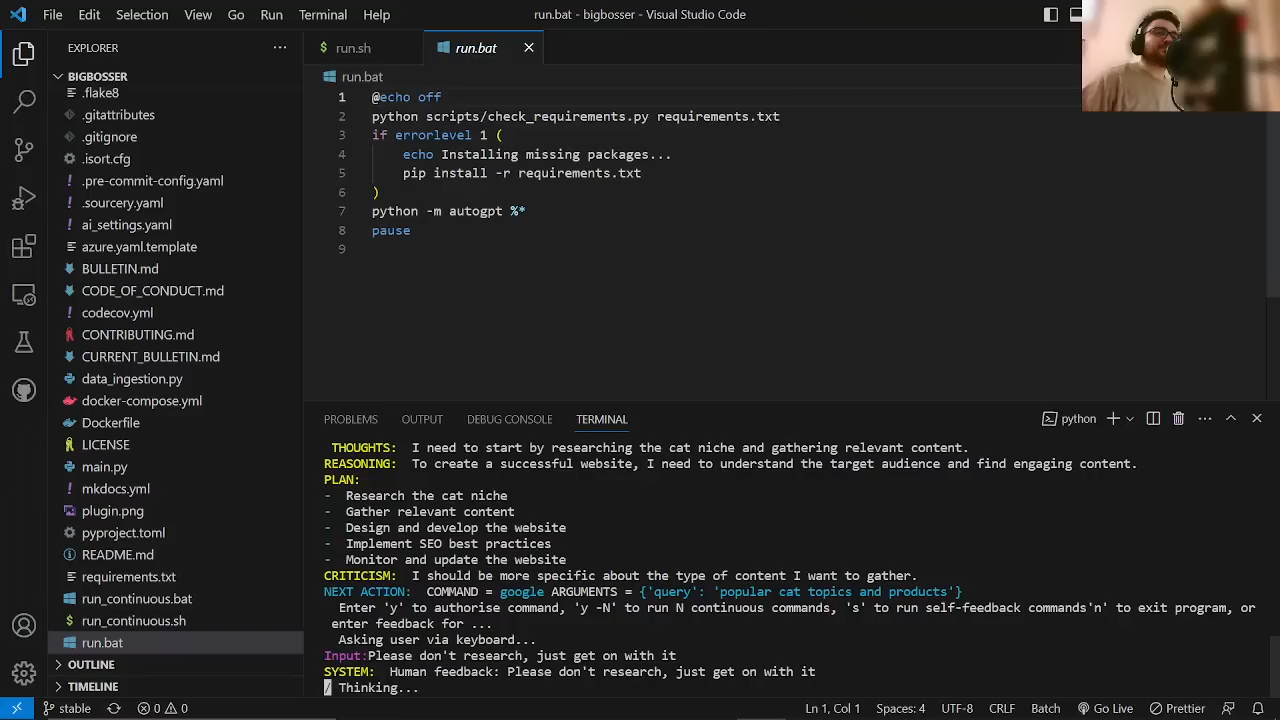 File Edit Selection View Go Run Terminal Help
run.bat - bigbosser - Visual Studio Code
EXPLORER
BIGBOSSER
.flake8
.gitattributes
.gitignore
.isort.cfg
.pre-commit-config.yaml
.sourcery.yaml
ai_settings.yaml
azure.yaml.template
BULLETIN.md
CODE_OF_CONDUCT.md
codecov.yml
CONTRIBUTING.md
CURRENT_BULLETIN.md
data_ingestion.py
docker-compose.yml
Dockerfile
LICENSE
main.py
mkdocs.yml
plugin.png
pyproject.toml
README.md
requirements.txt
run_continuous.bat
run_continuous.sh
run.bat
OUTLINE
TIMELINE
$ run.sh
run.bat
run.bat
1 @echo off
2 python scripts/check_requirements.py requirements.txt
3 if errorlevel 1 (
4 echo Installing missing packages...
5 pip install -r requirements.txt
6 )
7 python -m autogpt %*
8 pause
9
PROBLEMS OUTPUT DEBUG CONSOLE TERMINAL
python
THOUGHTS: I need to start by researching the cat niche and gathering relevant content.
REASONING: To create a successful website, I need to understand the target audience and find engaging content.
PLAN:
- Research the cat niche
- Gather relevant content
- Design and develop the website
- Implement SEO best practices
- Monitor and update the website
CRITICISM: I should be more specific about the type of content I want to gather.
NEXT ACTION: COMMAND = google ARGUMENTS = {'query': 'popular cat topics and products'}
Enter 'y' to authorise command, 'y -N' to run N continuous commands, 's' to run self-feedback commands'n' to exit program, or
enter feedback for ...
Asking user via keyboard...
Input:Please don't research, just get on with it
SYSTEM: Human feedback: Please don't research, just get on with it
/ Thinking...
stable
0 0
Ln 1, Col 1
Spaces: 4
UTF-8
CRLF
Batch
Go Live
Prettier